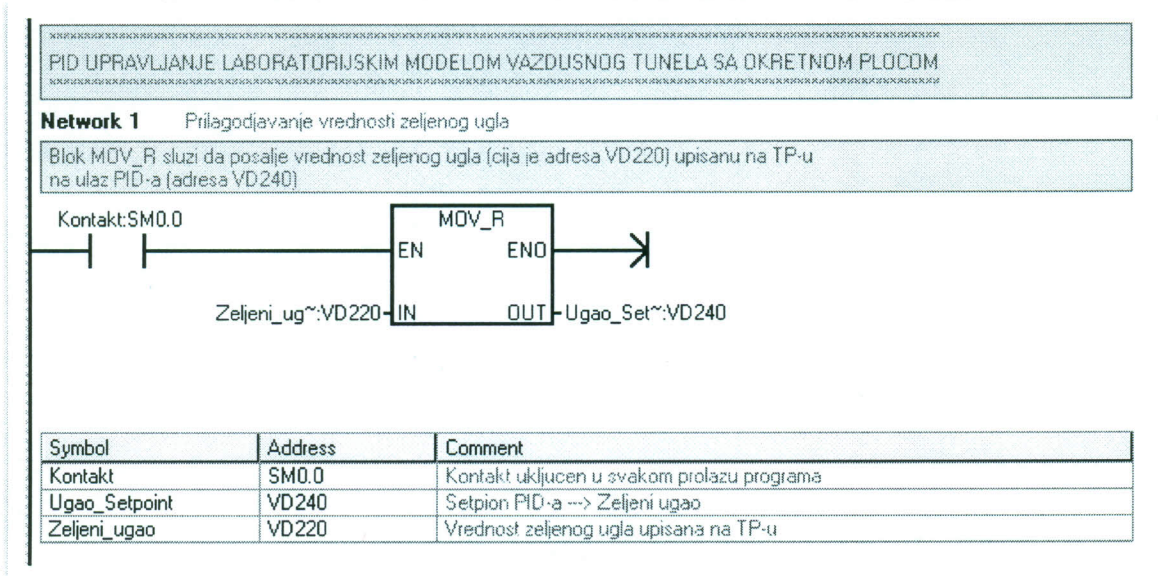 PID UPRAVLJANJE LABORATORIJSKIM MODELOM VAZDUSNOG TUNELA SA OKRETNOM PLOCOM
Network 1 Prilagodjavanje vrednosti zeljenog ugla
Blok MOV_R sluzi da posalje vrednost zeljenog ugla (cija je adresa VD220) upisanu na TP-u
na ulaz PID-a (adresa VD240)
Kontakt:SM0.0
MOV_R
EN ENO
Zeljeni_ug~:VD220 IN OUT Ugao_Set~:VD240
Symbol Address Comment
Kontakt SM0.0 Kontakt ukljucen u svakom prolazu programa
Ugao_Setpoint VD240 Setpion PID-a ---> Zeljeni ugao
Zeljeni_ugao VD220 Vrednost zeljenog ugla upisana na TP-u